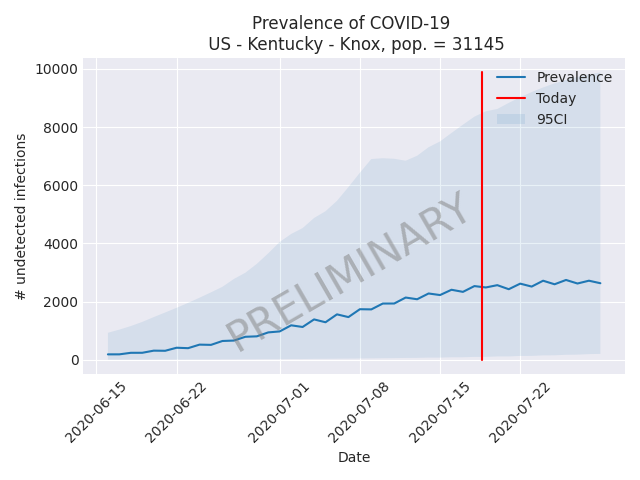 Prevalence of COVID-19
US - Kentucky - Knox, pop. = 31145
10000
8000
6000
4000
2000
0
# undetected infections
Prevalence
Today
95CI
PRELIMINARY
2020-06-15
2020-06-22
2020-07-01
2020-07-08
2020-07-15
2020-07-22
Date